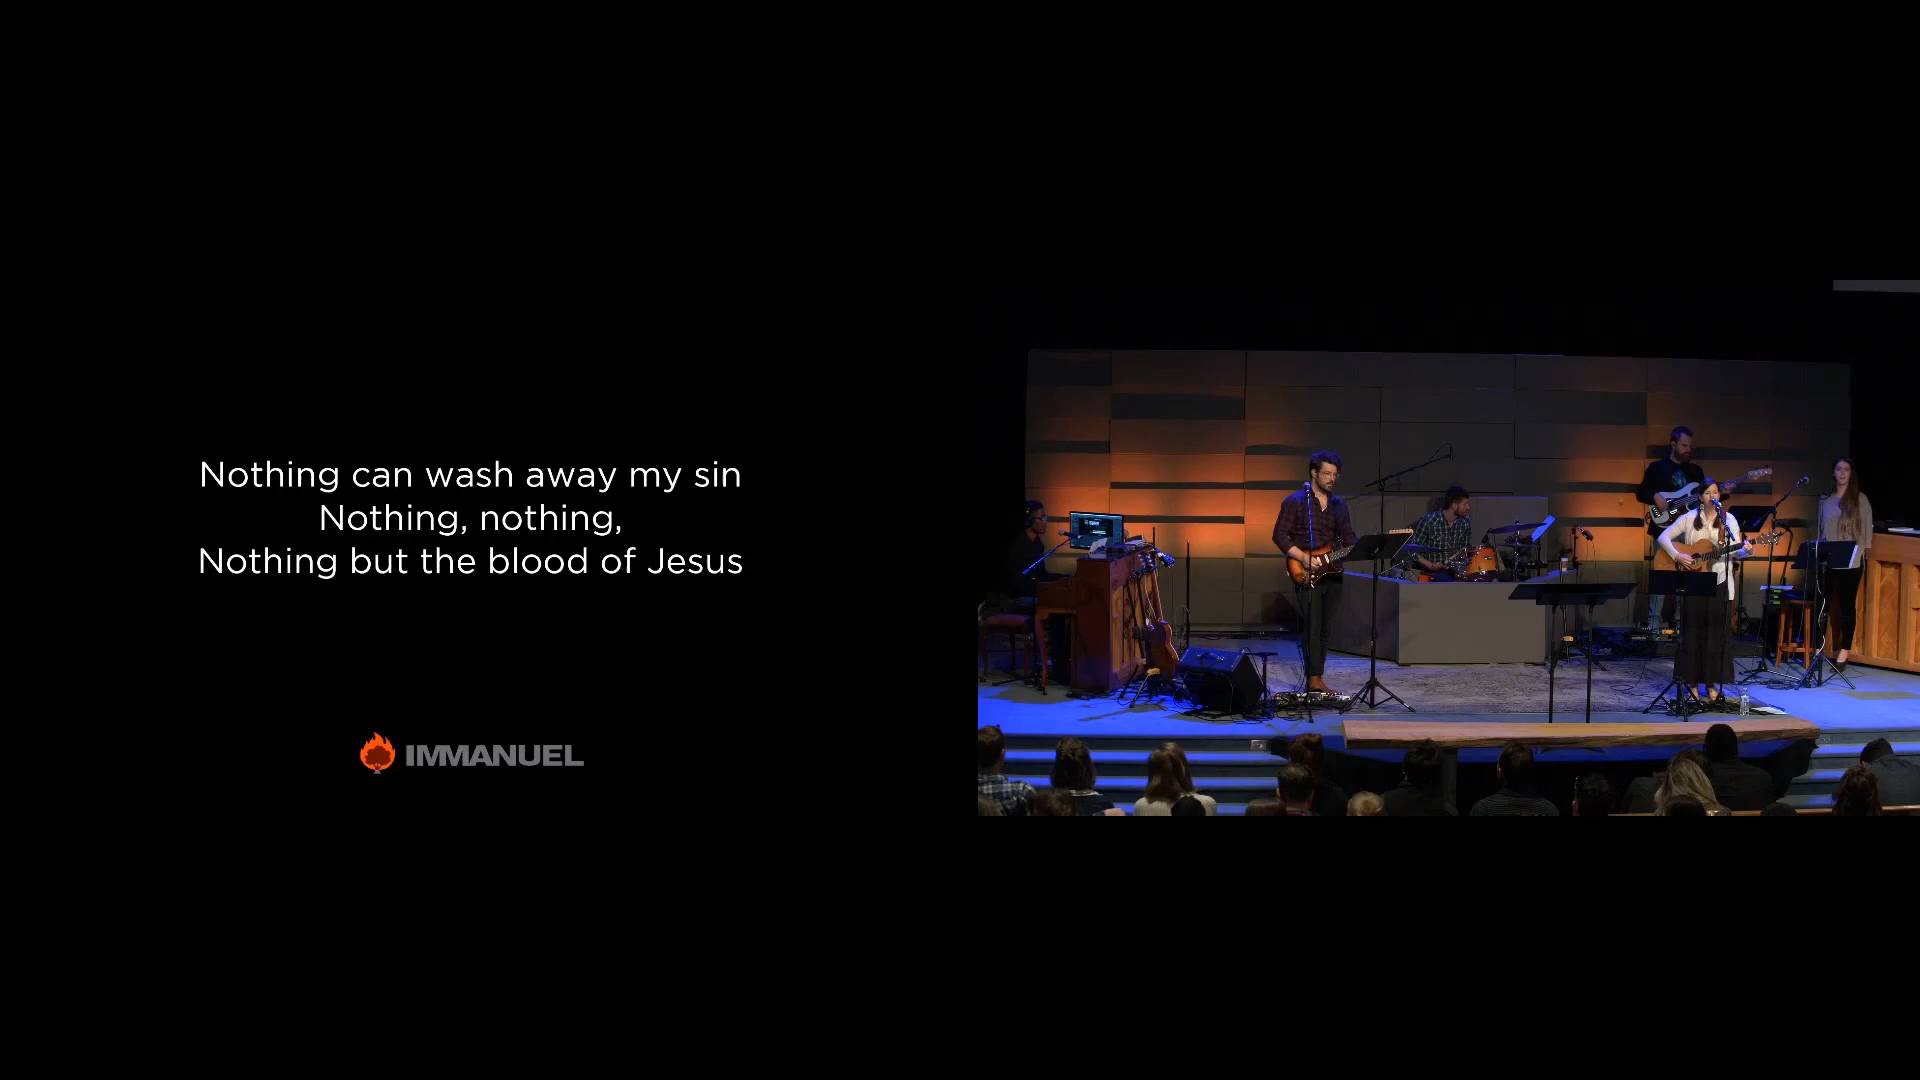 Nothing can wash away my sin
Nothing, nothing,
Nothing but the blood of Jesus
IMMANUEL